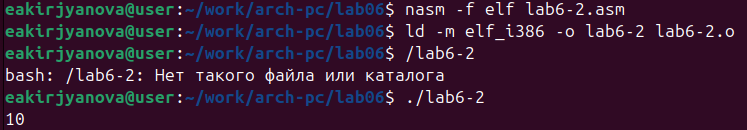 eakirjyanova@user:~/work/arch-pc/lab06$ nasm -f elf lab6-2.asm
eakirjyanova@user:~/work/arch-pc/lab06$ ld -m elf_i386 -o lab6-2 lab6-2.o
eakirjyanova@user:~/work/arch-pc/lab06$ /lab6-2
bash: /lab6-2: Нет такого файла или каталога
eakirjyanova@user:~/work/arch-pc/lab06$ ./lab6-2
10